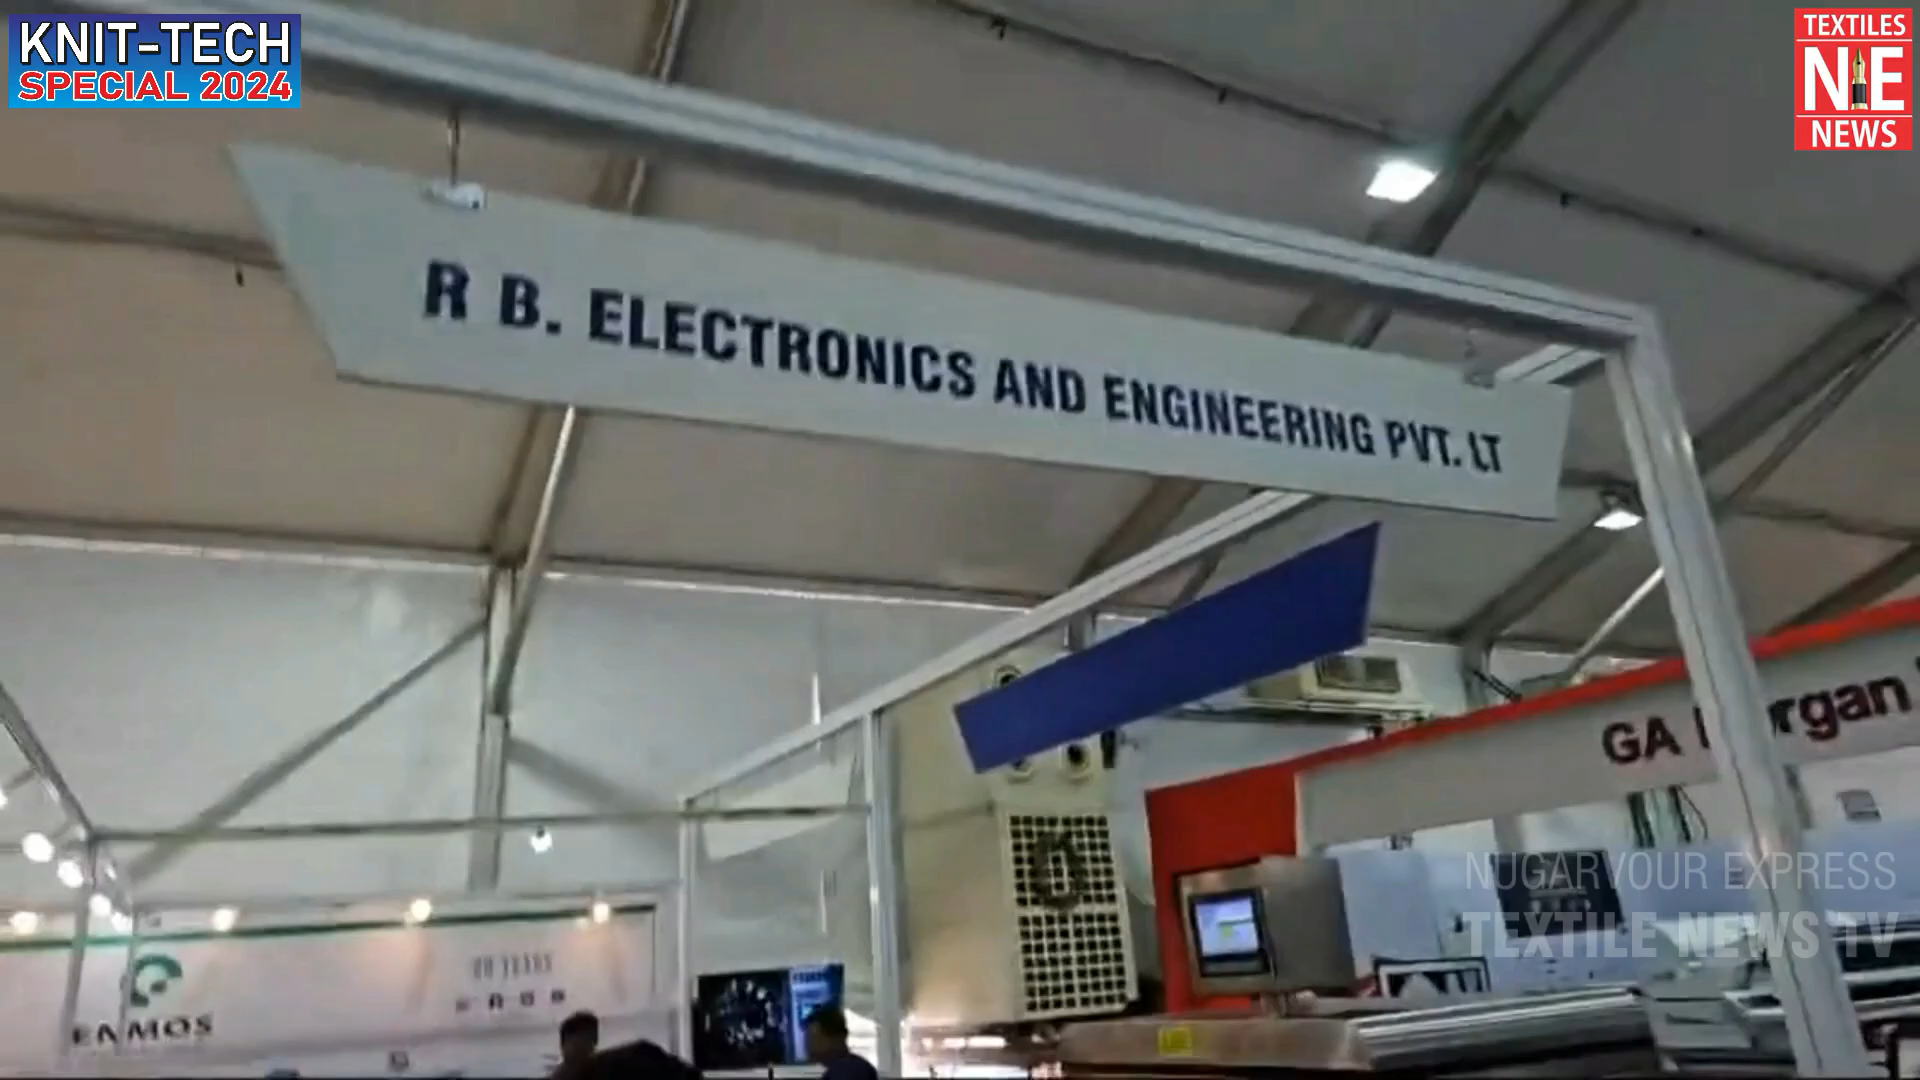 KNIT-TECH
SPECIAL 2024
TEXTILES
NE
NEWS
R B. ELECTRONICS AND ENGINEERING PVT. LT
GA
rgan
NUGARVOUR EXPRESS
TEXTILE NEWS TV
ENMOS